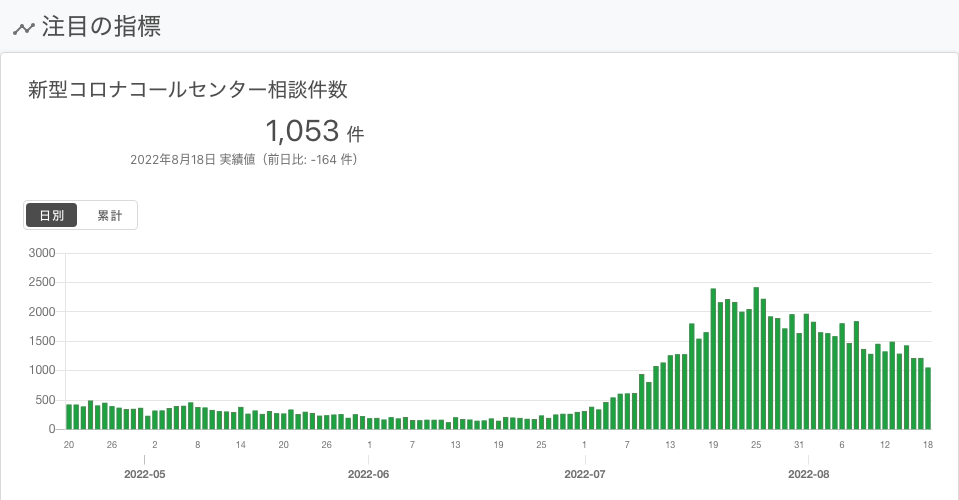 注目の指標
新型コロナコールセンター相談件数
1,053 件
2022年8月18日 実績値（前日比: -164 件）
日別 累計
3000
2500
2000
1500
1000
500
0
20 26 2 8 14 20 26 1 7 13 19 25 1 7 13 19 25 31 6 12 18
2022-05 2022-06 2022-07 2022-08